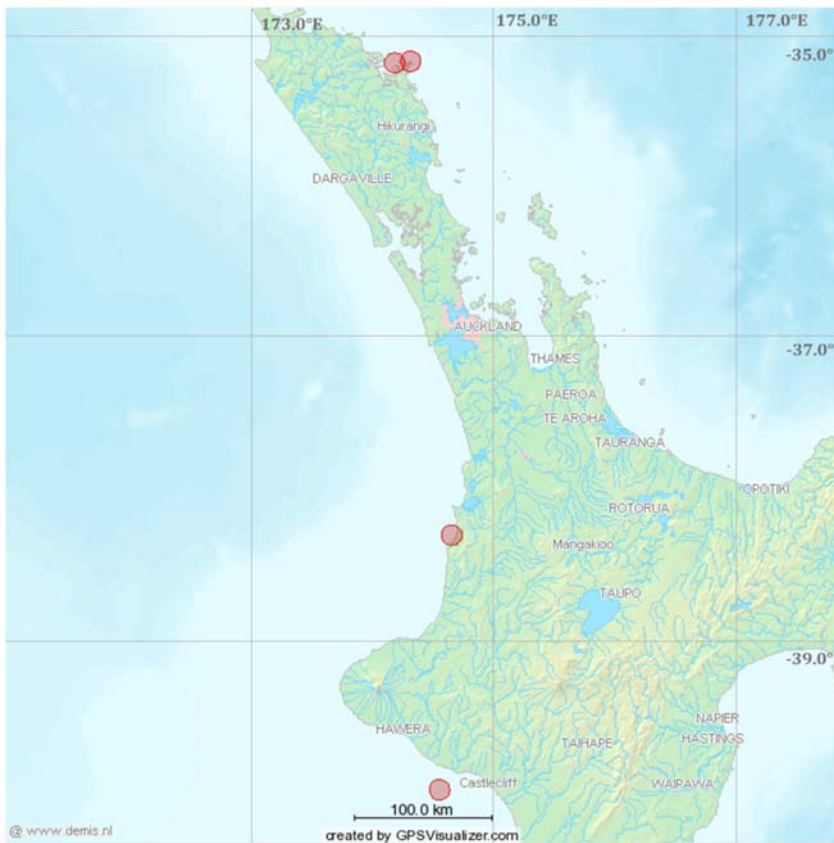 173.0°E
175.0°E
177.0°E
-35.0°
Hikurangi
DARGAVILLE
AUCKLAND
-37.0°
THAMES
PAEROA
TE AROHA
TAURANGA
OPOTIKI
ROTORUA
Mangakino
TAUPO
-39.0°
NAPIER
HAWERA
HASTINGS
TAIHAPE
Castlecliff
WAIPAWA
100.0 km
@ www.demis.nl
created by GPSVisualizer.com